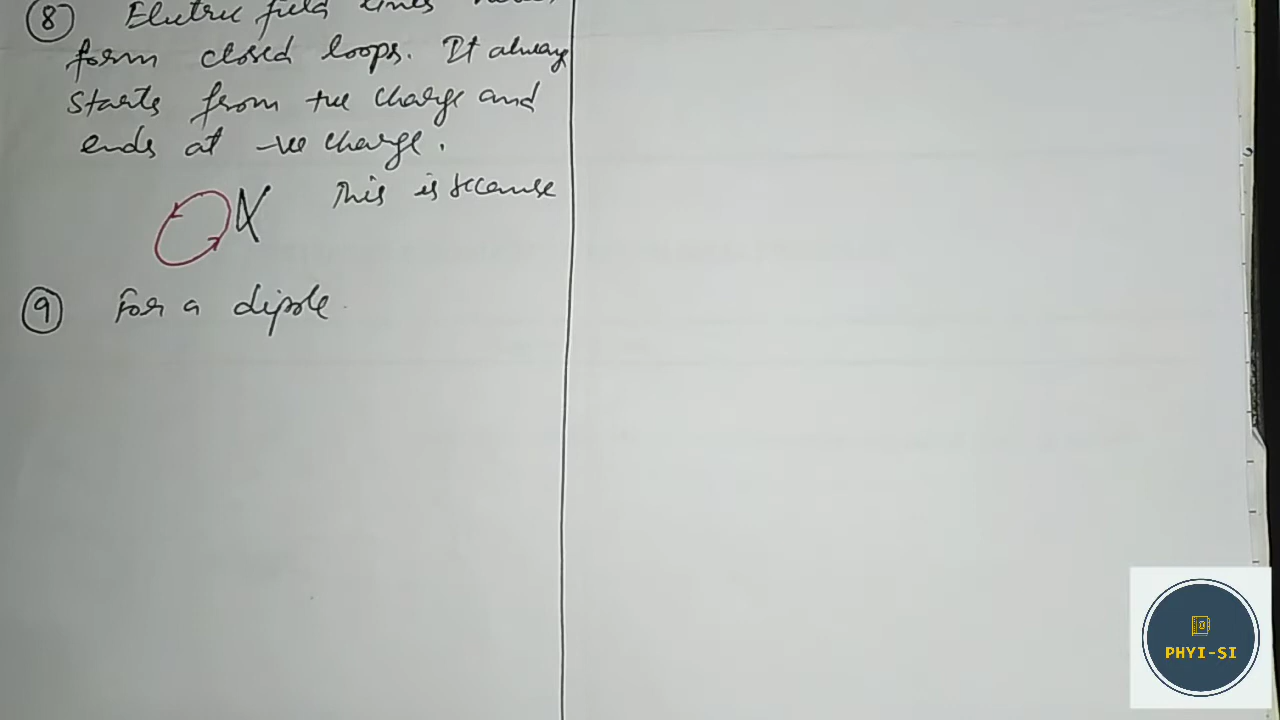 ⑧ Electric field lines never
form closed loops. It always
starts from +ve charge and
ends at -ve charge.
This is because
⑨ For a dipole
PHYI-SI